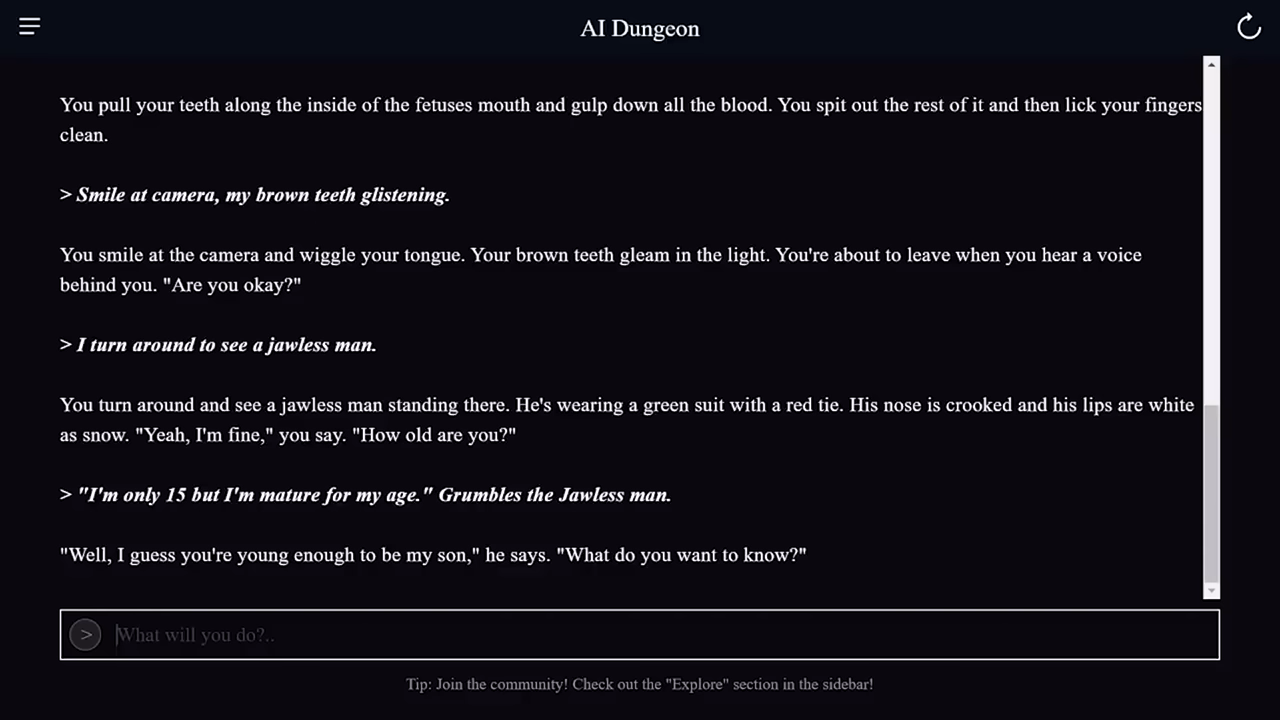 AI Dungeon
You pull your teeth along the inside of the fetuses mouth and gulp down all the blood. You spit out the rest of it and then lick your fingers
clean.
> Smile at camera, my brown teeth glistening.
You smile at the camera and wiggle your tongue. Your brown teeth gleam in the light. You're about to leave when you hear a voice
behind you. "Are you okay?"
> I turn around to see a jawless man.
You turn around and see a jawless man standing there. He's wearing a green suit with a red tie. His nose is crooked and his lips are white
as snow. "Yeah, I'm fine," you say. "How old are you?"
> "I'm only 15 but I'm mature for my age." Grumbles the Jawless man.
"Well, I guess you're young enough to be my son," he says. "What do you want to know?"
> What will you do?..
Tip: Join the community! Check out the "Explore" section in the sidebar!